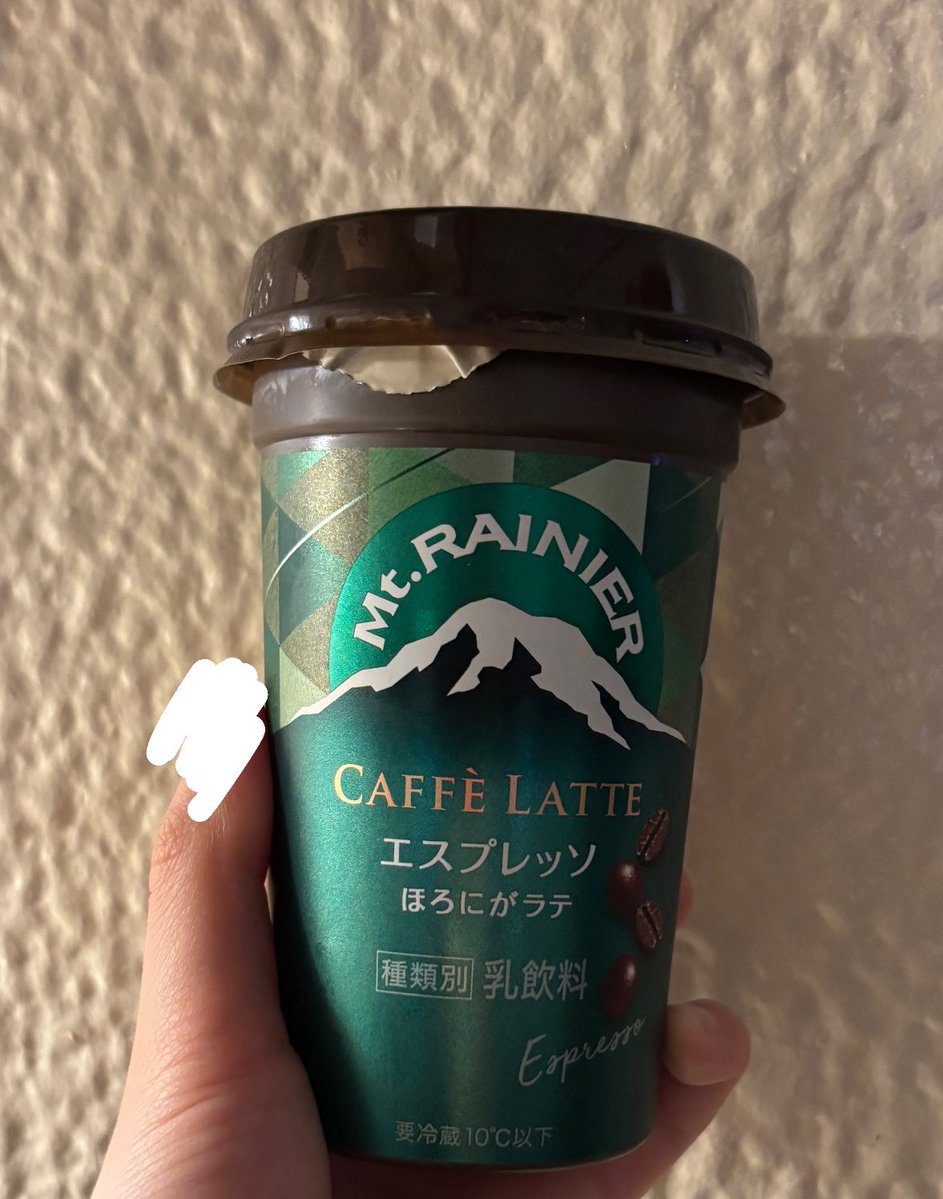 Mt. RAINIER
CAFFÈ LATTE
エスプレッソ
ほろにがラテ
種類別 乳飲料
Espresso
要冷蔵10℃以下